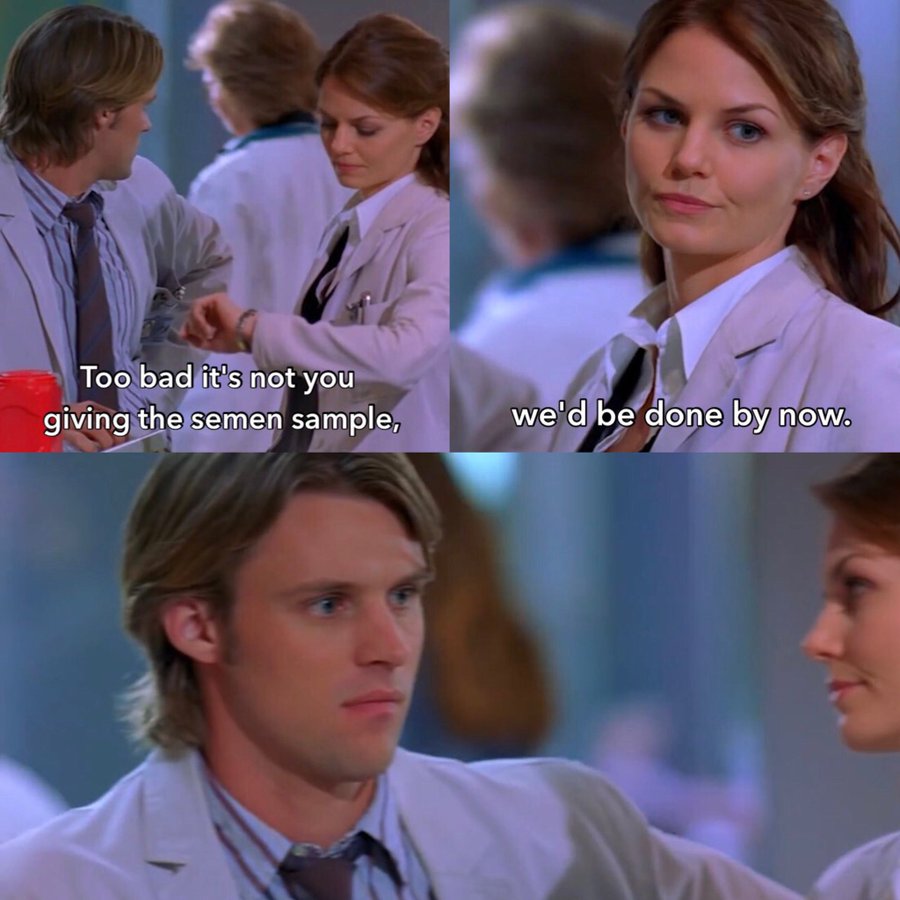 Too bad it's not you
giving the semen sample,
we'd be done by now.